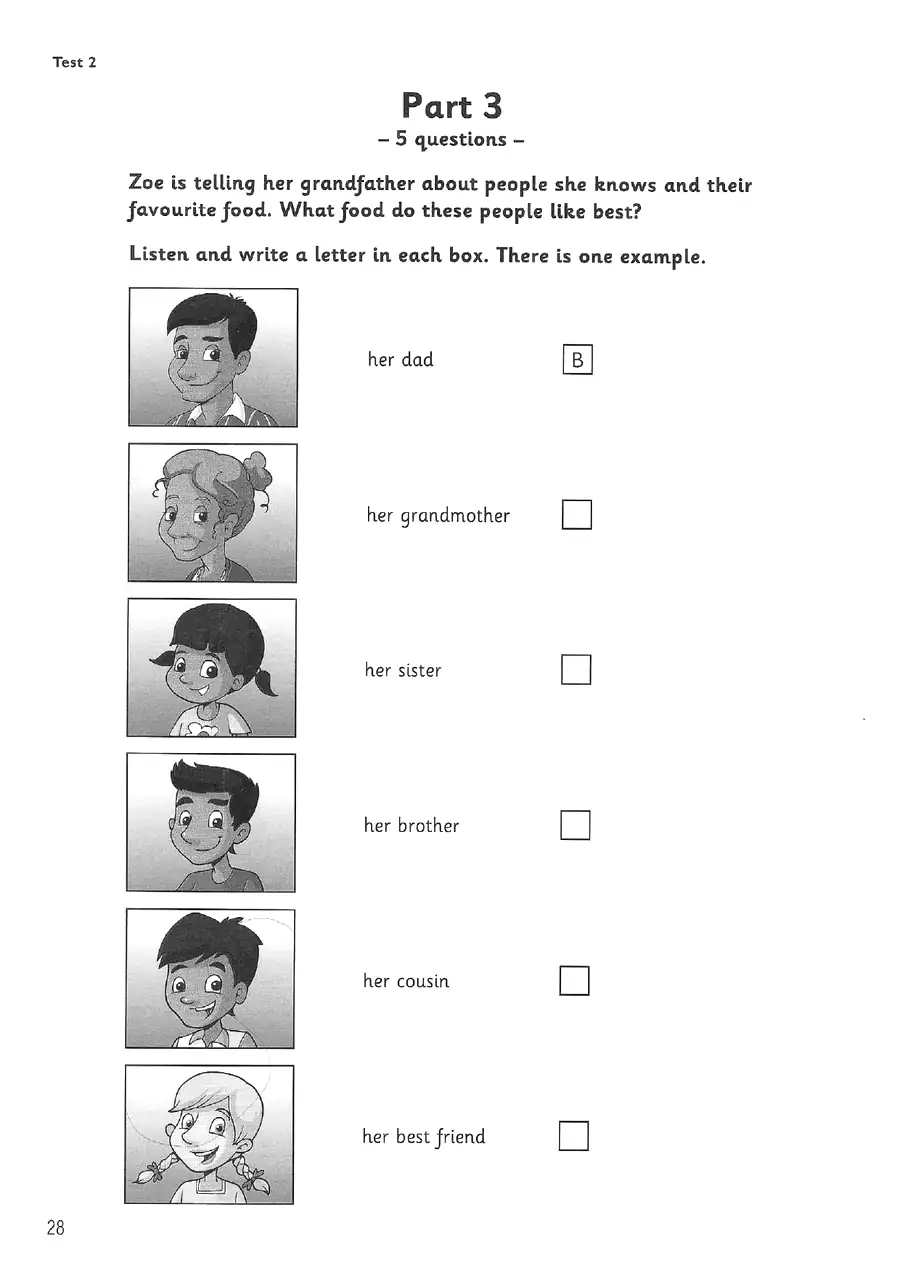 Test 2
Part 3
– 5 questions –
Zoe is telling her grandfather about people she knows and their
favourite food. What food do these people like best?
Listen and write a letter in each box. There is one example.
her dad
B
her grandmother
her sister
her brother
her cousin
her best friend
28